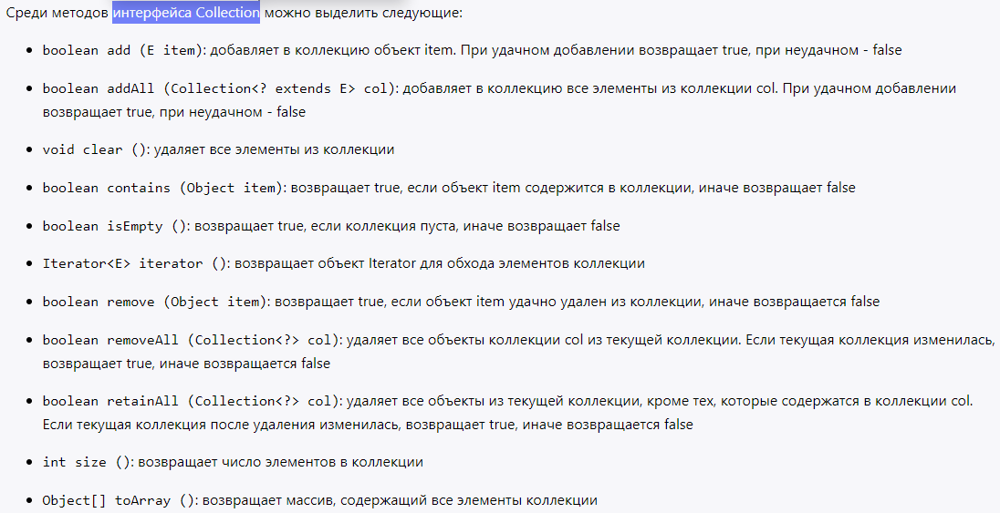 Среди методов интерфейса Collection можно выделить следующие:
boolean add (E item): добавляет в коллекцию объект item. При удачном добавлении возвращает true, при неудачном - false
boolean addAll (Collection<? extends E> col): добавляет в коллекцию все элементы из коллекции col. При удачном добавлении
возвращает true, при неудачном - false
void clear (): удаляет все элементы из коллекции
boolean contains (Object item): возвращает true, если объект item содержится в коллекции, иначе возвращает false
boolean isEmpty (): возвращает true, если коллекция пуста, иначе возвращает false
Iterator<E> iterator (): возвращает объект Iterator для обхода элементов коллекции
boolean remove (Object item): возвращает true, если объект item удачно удален из коллекции, иначе возвращается false
boolean removeAll (Collection<?> col): удаляет все объекты коллекции col из текущей коллекции. Если текущая коллекция изменилась,
возвращает true, иначе возвращается false
boolean retainAll (Collection<?> col): удаляет все объекты из текущей коллекции, кроме тех, которые содержатся в коллекции col.
Если текущая коллекция после удаления изменилась, возвращает true, иначе возвращается false
int size (): возвращает число элементов в коллекции
Object[] toArray (): возвращает массив, содержащий все элементы коллекции